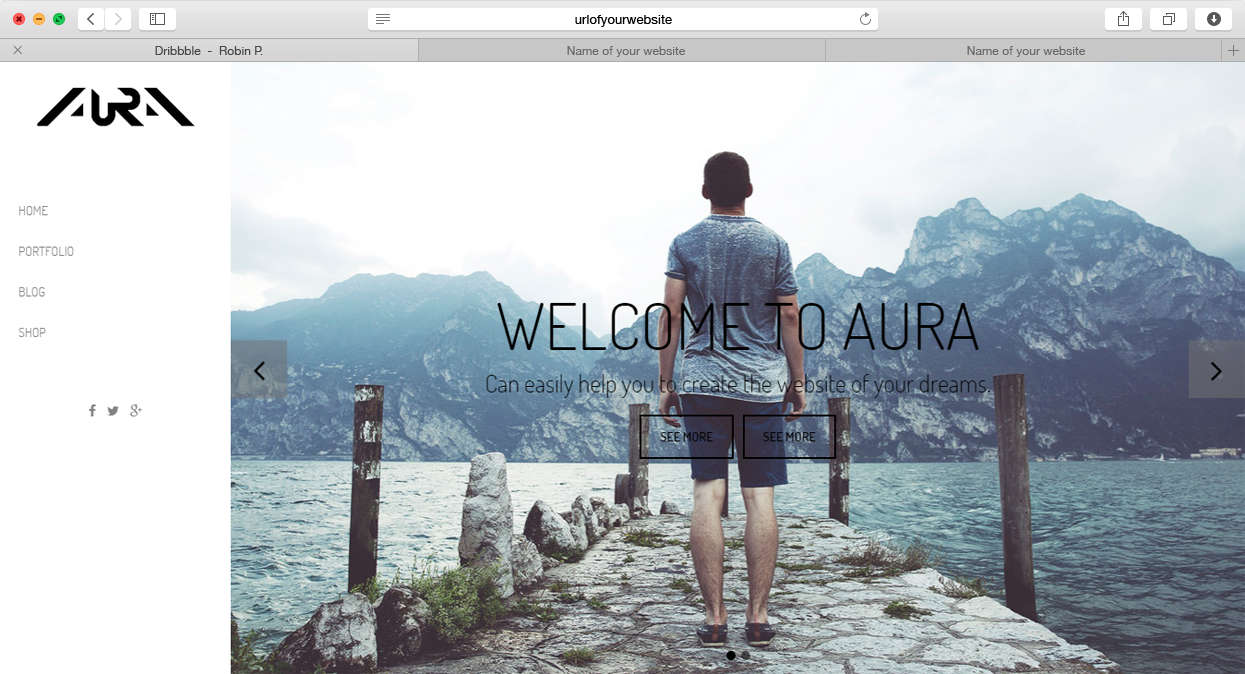 urlofyourwebsite
Dribbble - Robin P.
Name of your website
Name of your website
AURA
HOME
PORTFOLIO
BLOG
SHOP
WELCOME TO AURA
Can easily help you to create the website of your dreams.
SEE MORE
SEE MORE